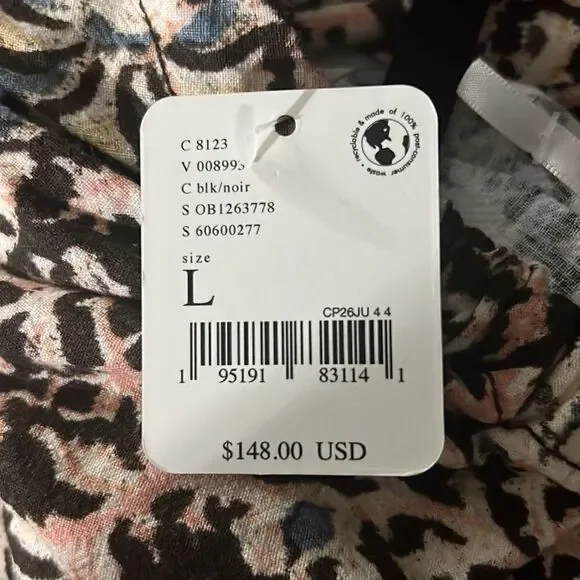 C 8123
V 008993
C blk/noir
S OB1263778
S 60600277
size
L
recyclable & made of 100% post-consumer waste •
CP26JU 4 4
1 95191 83114 1
$148.00 USD